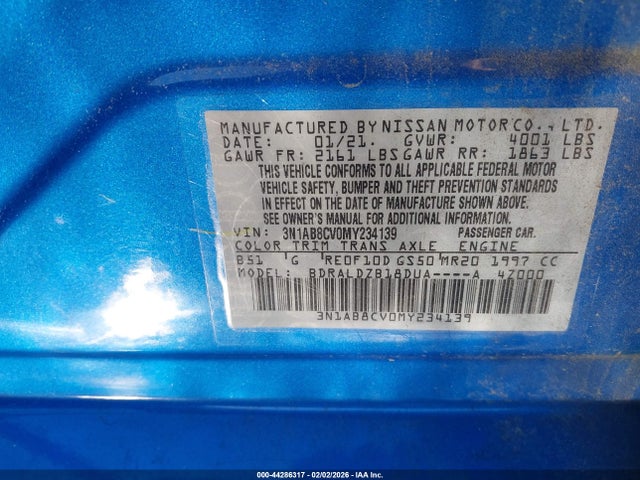 MANUFACTURED BY NISSAN MOTOR CO., LTD.
DATE: 01/21. GVWR: 4001 LBS
GAWR FR: 2161 LBS GAWR RR: 1863 LBS
THIS VEHICLE CONFORMS TO ALL APPLICABLE FEDERAL MOTOR
VEHICLE SAFETY, BUMPER AND THEFT PREVENTION STANDARDS
IN EFFECT ON THE DATE OF MANUFACTURE SHOWN ABOVE.
SEE OWNER'S MANUAL FOR ADDITIONAL INFORMATION.
VIN: 3N1AB8CV0MY234139 PASSENGER CAR.
COLOR TRIM TRANS AXLE ENGINE
B51 G RE0F10D GS50 MR20 1997 CC
MODEL: BDRALDZB18DUA----A 4Z000
3N1AB8CV0MY234139
000-44286317 - 02/02/2026 - IAA Inc.